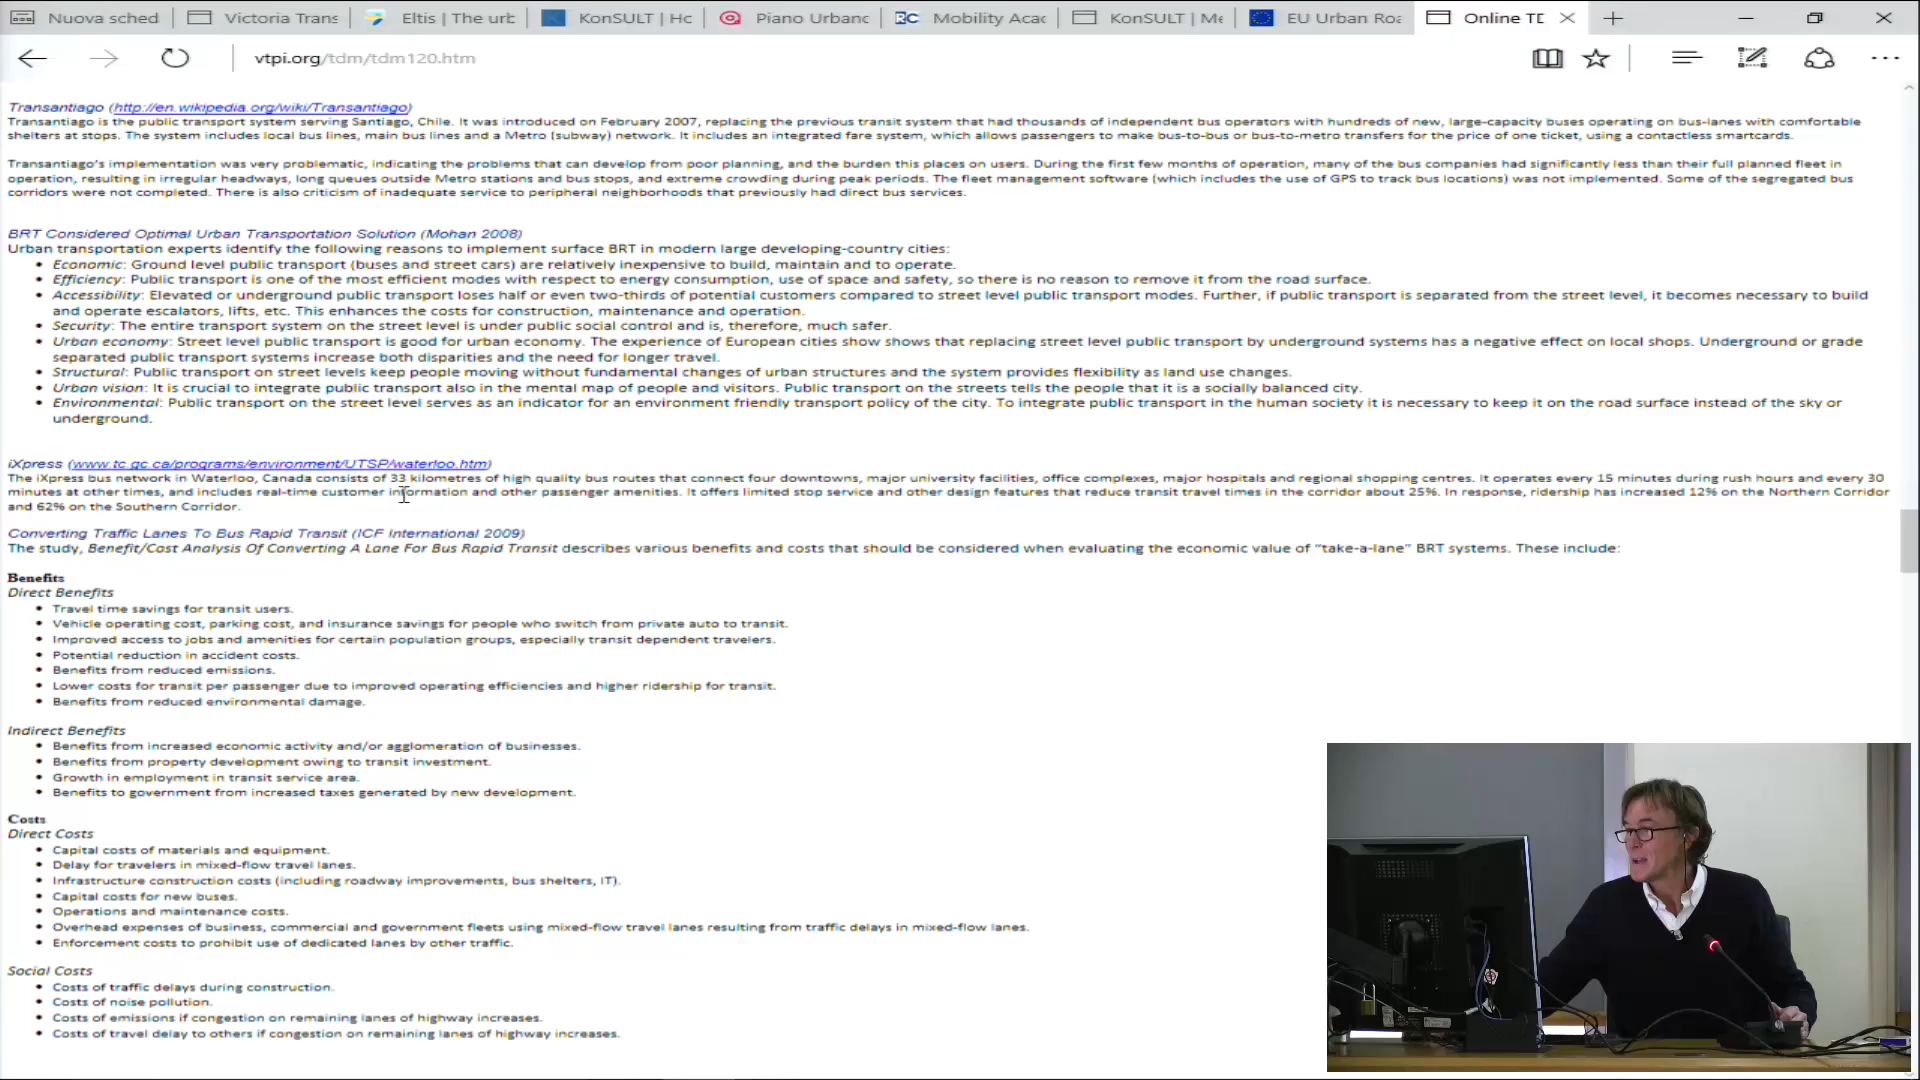 Nuova sched
Victoria Trans
Eltis | The urb
KonSULT | Ho
Piano Urbano
Mobility Acac
KonSULT | Me
EU Urban Roa
Online TD
vtpi.org/tdm/tdm120.htm
Transantiago (http://en.wikipedia.org/wiki/Transantiago)
Transantiago is the public transport system serving Santiago, Chile. It was introduced on February 2007, replacing the previous transit system that had thousands of independent bus operators with hundreds of new, large-capacity buses operating on bus-lanes with comfortable
shelters at stops. The system includes local bus lines, main bus lines and a Metro (subway) network. It includes an integrated fare system, which allows passengers to make bus-to-bus or bus-to-metro transfers for the price of one ticket, using a contactless smartcards.
Transantiago's implementation was very problematic, indicating the problems that can develop from poor planning, and the burden this places on users. During the first few months of operation, many of the bus companies had significantly less than their full planned fleet in
operation, resulting in irregular headways, long queues outside Metro stations and bus stops, and extreme crowding during peak periods. The fleet management software (which includes the use of GPS to track bus locations) was not implemented. Some of the segregated bus
corridors were not completed. There is also criticism of inadequate service to peripheral neighborhoods that previously had direct bus services.
BRT Considered Optimal Urban Transportation Solution (Mohan 2008)
Urban transportation experts identify the following reasons to implement surface BRT in modern large developing-country cities:
• Economic: Ground level public transport (buses and street cars) are relatively inexpensive to build, maintain and to operate.
• Efficiency: Public transport is one of the most efficient modes with respect to energy consumption, use of space and safety, so there is no reason to remove it from the road surface.
• Accessibility: Elevated or underground public transport loses half or even two-thirds of potential customers compared to street level public transport modes. Further, if public transport is separated from the street level, it becomes necessary to build
and operate escalators, lifts, etc. This enhances the costs for construction, maintenance and operation.
• Security: The entire transport system on the street level is under public social control and is, therefore, much safer.
• Urban economy: Street level public transport is good for urban economy. The experience of European cities show shows that replacing street level public transport by underground systems has a negative effect on local shops. Underground or grade
separated public transport systems increase both disparities and the need for longer travel.
• Structural: Public transport on street levels keep people moving without fundamental changes of urban structures and the system provides flexibility as land use changes.
• Urban vision: It is crucial to integrate public transport also in the mental map of people and visitors. Public transport on the streets tells the people that it is a socially balanced city.
• Environmental: Public transport on the street level serves as an indicator for an environment friendly transport policy of the city. To integrate public transport in the human society it is necessary to keep it on the road surface instead of the sky or
underground.
iXpress (www.tc.gc.ca/programs/environment/UTSP/waterloo.htm)
The iXpress bus network in Waterloo, Canada consists of 33 kilometres of high quality bus routes that connect four downtowns, major university facilities, office complexes, major hospitals and regional shopping centres. It operates every 15 minutes during rush hours and every 30
minutes at other times, and includes real-time customer information and other passenger amenities. It offers limited stop service and other design features that reduce transit travel times in the corridor about 25%. In response, ridership has increased 12% on the Northern Corridor
and 62% on the Southern Corridor.
Converting Traffic Lanes To Bus Rapid Transit (ICF International 2009)
The study, Benefit/Cost Analysis Of Converting A Lane For Bus Rapid Transit describes various benefits and costs that should be considered when evaluating the economic value of “take-a-lane” BRT systems. These include:
Benefits
Direct Benefits
• Travel time savings for transit users.
• Vehicle operating cost, parking cost, and insurance savings for people who switch from private auto to transit.
• Improved access to jobs and amenities for certain population groups, especially transit dependent travelers.
• Potential reduction in accident costs.
• Benefits from reduced emissions.
• Lower costs for transit per passenger due to improved operating efficiencies and higher ridership for transit.
• Benefits from reduced environmental damage.
Indirect Benefits
• Benefits from increased economic activity and/or agglomeration of businesses.
• Benefits from property development owing to transit investment.
• Growth in employment in transit service area.
• Benefits to government from increased taxes generated by new development.
Costs
Direct Costs
• Capital costs of materials and equipment.
• Delay for travelers in mixed-flow travel lanes.
• Infrastructure construction costs (including roadway improvements, bus shelters, IT).
• Capital costs for new buses.
• Operations and maintenance costs.
• Overhead expenses of business, commercial and government fleets using mixed-flow travel lanes resulting from traffic delays in mixed-flow lanes.
• Enforcement costs to prohibit use of dedicated lanes by other traffic.
Social Costs
• Costs of traffic delays during construction.
• Costs of noise pollution.
• Costs of emissions if congestion on remaining lanes of highway increases.
• Costs of travel delay to others if congestion on remaining lanes of highway increases.